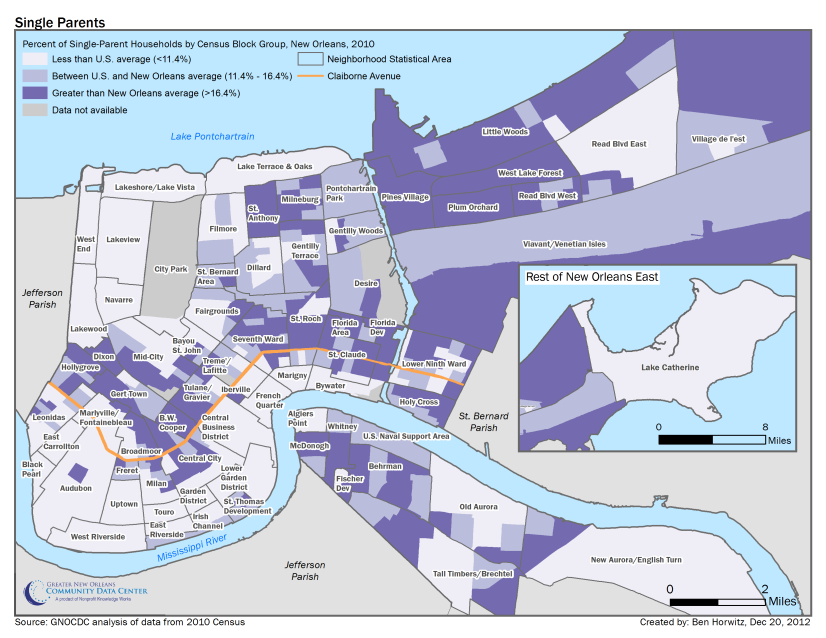 Single Parents
Percent of Single-Parent Households by Census Block Group, New Orleans, 2010
Less than U.S. average (<11.4%)
Neighborhood Statistical Area
Between U.S. and New Orleans average (11.4% - 16.4%)
Claiborne Avenue
Greater than New Orleans average (>16.4%)
Data not available
Lake Pontchartrain
Little Woods
Read Blvd East
Village de l'est
Lake Terrace & Oaks
West Lake Forest
Lakeshore/Lake Vista
Pontchartrain
Park
Pines Village
Read Blvd West
Milneburg
Plum Orchard
St.
Anthony
Filmore
Gentilly Woods
West
End
Lakeview
Viavant/Venetian Isles
Gentilly
Terrace
City Park
St. Bernard
Area
Dillard
Desire
Rest of New Orleans East
Jefferson
Parish
Navarre
Fairgrounds
St. Roch
Lakewood
Florida
Area
Florida
Dev
Bayou
St. John
Seventh Ward
Dixon
Mid-City
St. Claude
Hollygrove
Treme'/
Lafitte
Lower Ninth Ward
Lake Catherine
Marigny
Iberville
Bywater
Tulane/
Gravier
Gert Town
French
Quarter
Holy Cross
St. Bernard
Parish
Leonidas
Marlyville/
Fontainebleau
B.W.
Cooper
Central
Business
District
Algiers
Point
Whitney
U.S. Naval Support Area
0 8
Miles
East
Carrollton
McDonogh
Broadmoor
Central City
Black
Pearl
Freret
Behrman
Lower
Garden
District
Audubon
Milan
Fischer
Dev
Garden
District
Uptown
St. Thomas
Development
Old Aurora
Touro
Irish
Channel
East
Riverside
West Riverside
Mississippi River
Jefferson
Parish
New Aurora/English Turn
Tall Timbers/Brechtel
GREATER NEW ORLEANS
COMMUNITY DATA CENTER
A product of Nonprofit Knowledge Works
0 2
Miles
Source: GNOCDC analysis of data from 2010 Census
Created by: Ben Horwitz, Dec 20, 2012